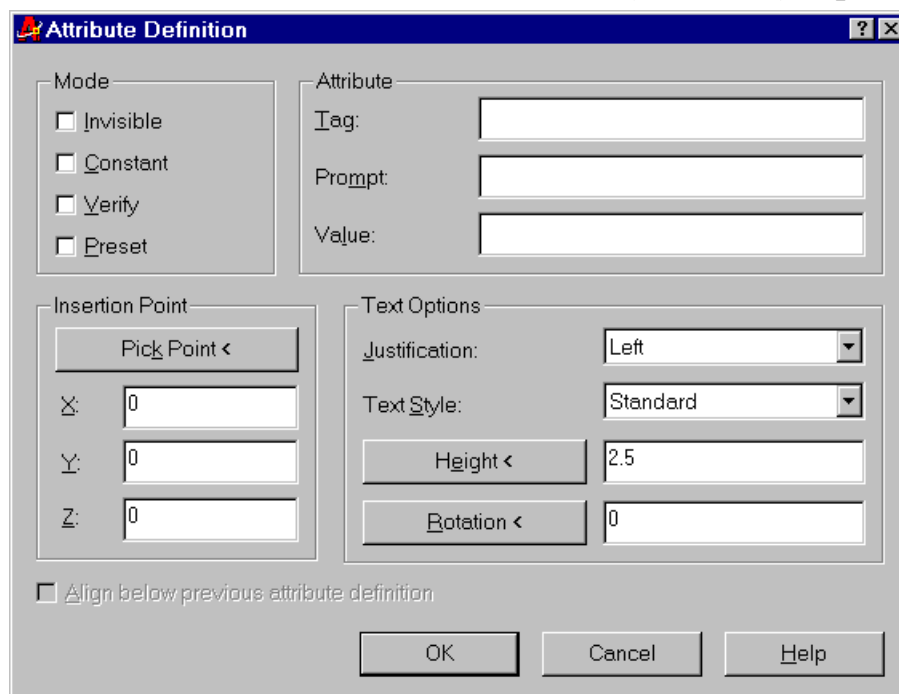 Attribute Definition
Mode
Invisible
Constant
Verify
Preset
Attribute
Tag:
Prompt:
Value:
Insertion Point
Pick Point <
X: 0
Y: 0
Z: 0
Text Options
Justification: Left
Text Style: Standard
Height < 2.5
Rotation < 0
Align below previous attribute definition
OK Cancel Help